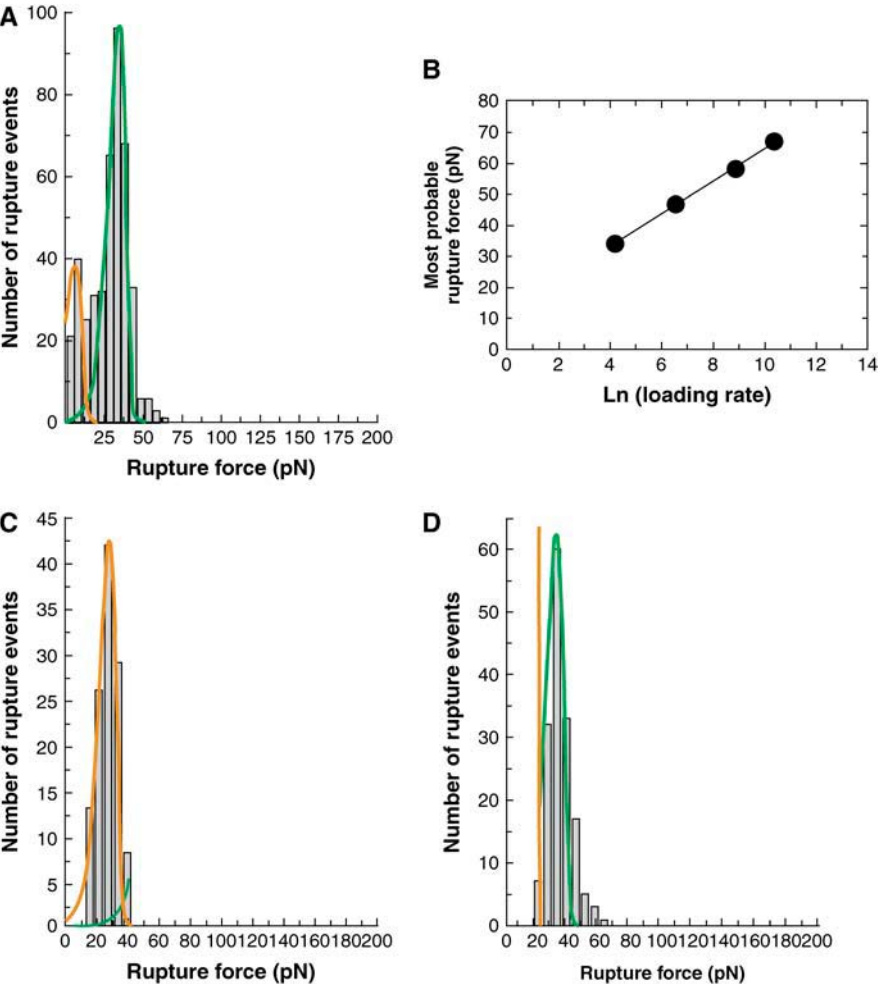 A
100
80
60
40
20
0
Number of rupture events
25 50 75 100 125 150 175 200
Rupture force (pN)
B
80
70
60
50
40
30
20
10
0
Most probable
rupture force (pN)
0 2 4 6 8 10 12 14
Ln (loading rate)
C
45
40
35
30
25
20
15
10
5
0
Number of rupture events
0 20 40 60 80 100120140160180200
Rupture force (pN)
D
60
50
40
30
20
10
0
Number of rupture events
0 20 40 60 80 100120140160180200
Rupture force (pN)